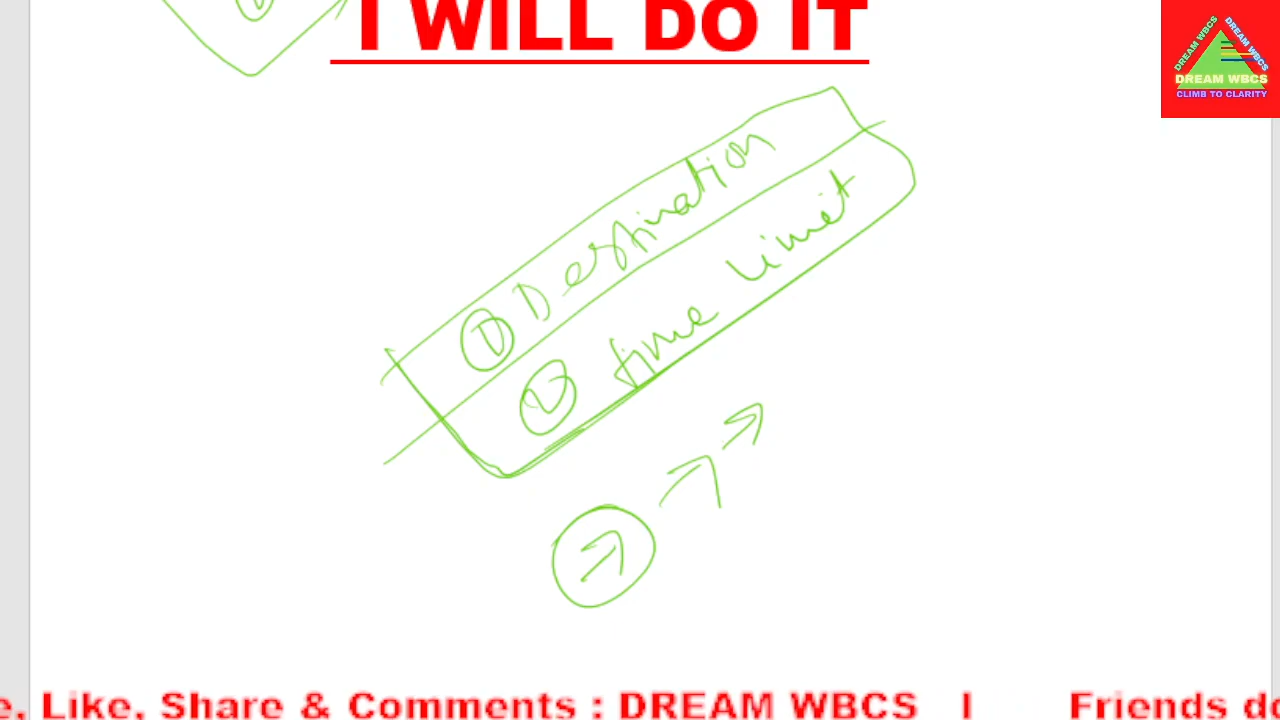 I WILL DO IT
DREAM WBCS
DREAM WBCS
DREAM WBCS
CLIMB TO CLARITY
① Destination
② time limit
e, Like, Share & Comments : DREAM WBCS I Friends do